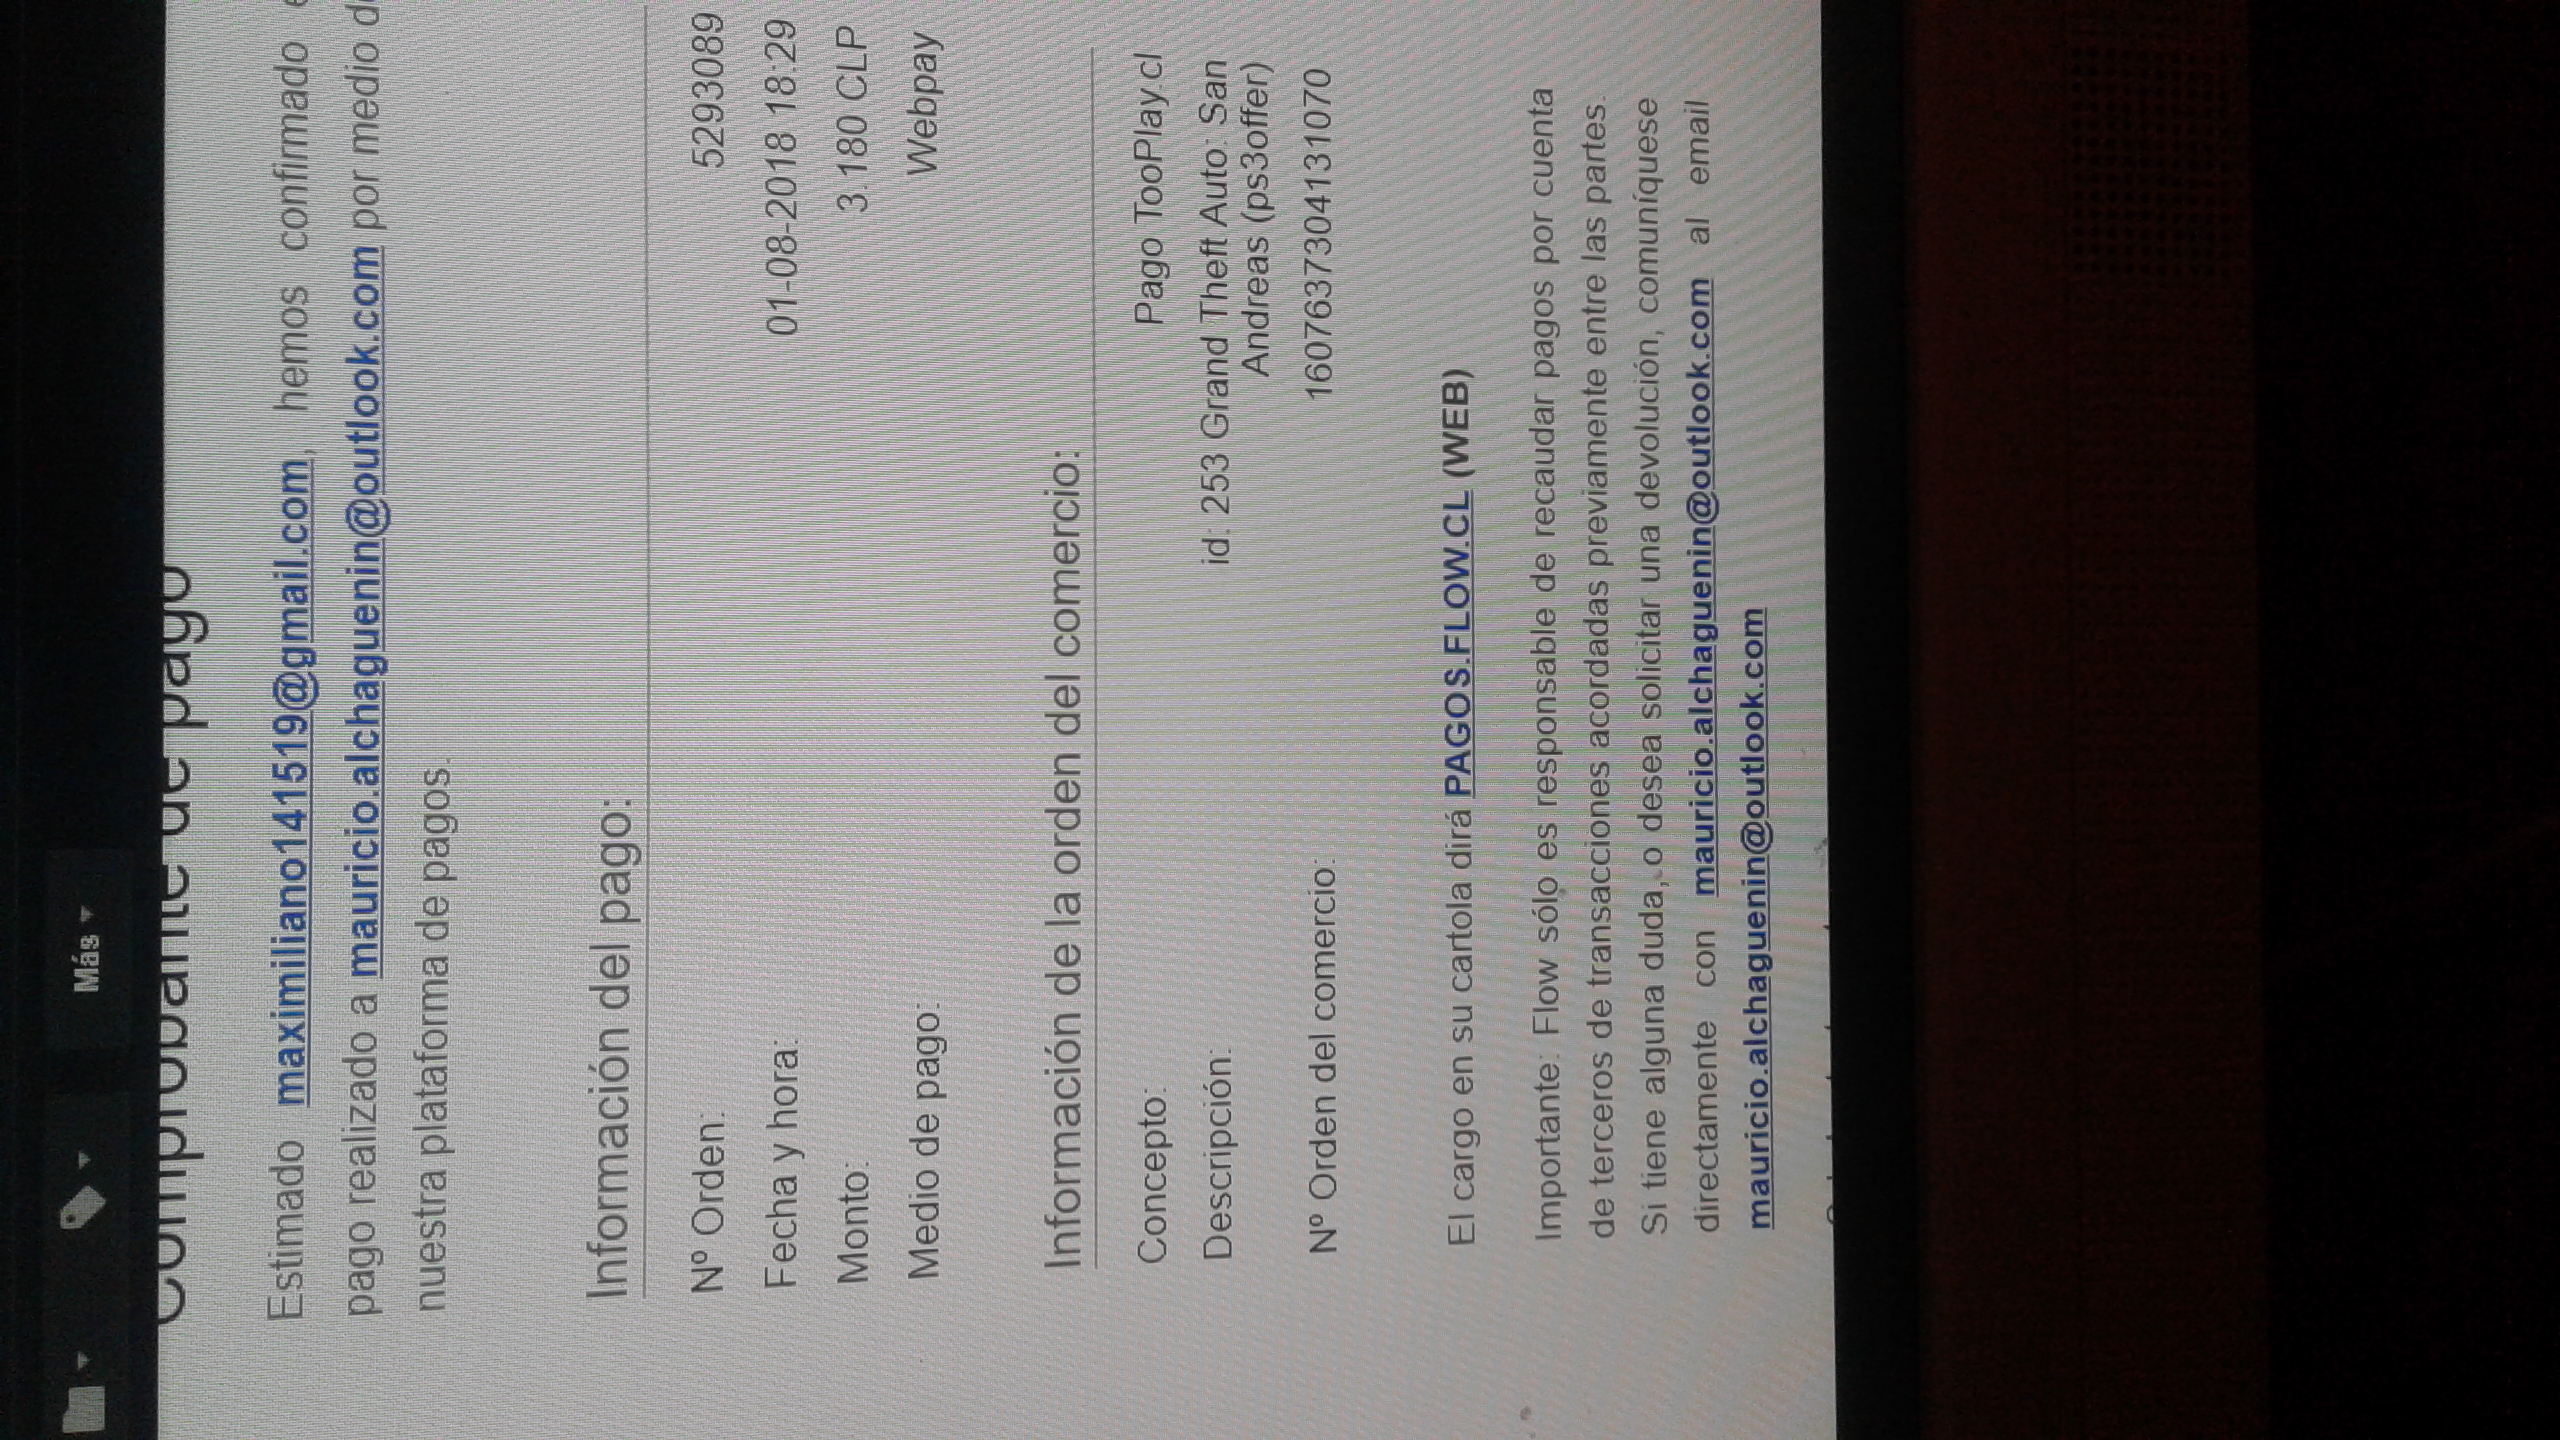 Más
Comprobante de pago
Estimado maximiliano141519@gmail.com, hemos confirmado
pago realizado a mauricio.alchaguenin@outlook.com por medio
nuestra plataforma de pagos.
Información del pago:
Nº Orden: 5293089
Fecha y hora: 01-08-2018 18:29
Monto: 3.180 CLP
Medio de pago: Webpay
Información de la orden del comercio:
Concepto: Pago TooPlay.cl
Descripción: id: 253 Grand Theft Auto: San
Andreas (ps3offer)
Nº Orden del comercio: 1607637304131070
El cargo en su cartola dirá PAGOS.FLOW.CL (WEB)
Importante: Flow sólo es responsable de recaudar pagos por cuenta
de terceros de transacciones acordadas previamente entre las partes.
Si tiene alguna duda, o desea solicitar una devolución, comuníquese
directamente con mauricio.alchaguenin@outlook.com al email
mauricio.alchaguenin@outlook.com